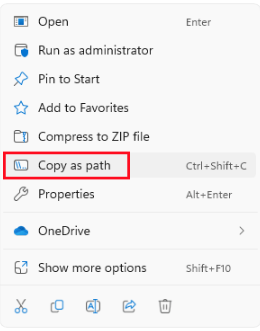 Open Enter
Run as administrator
Pin to Start
Add to Favorites
Compress to ZIP file
Copy as path Ctrl+Shift+C
Properties Alt+Enter
OneDrive
Show more options Shift+F10